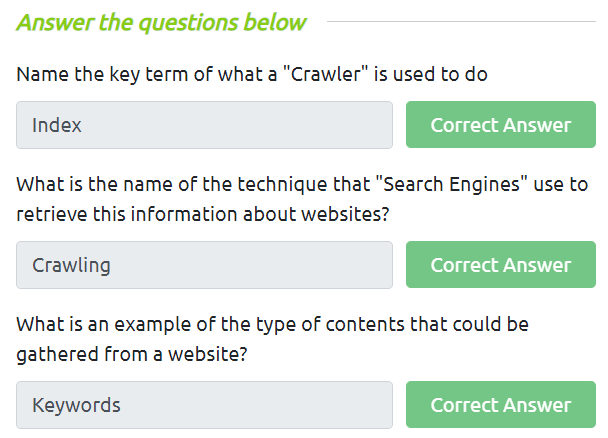 Answer the questions below
Name the key term of what a "Crawler" is used to do
Index
Correct Answer
What is the name of the technique that "Search Engines" use to
retrieve this information about websites?
Crawling
Correct Answer
What is an example of the type of contents that could be
gathered from a website?
Keywords
Correct Answer